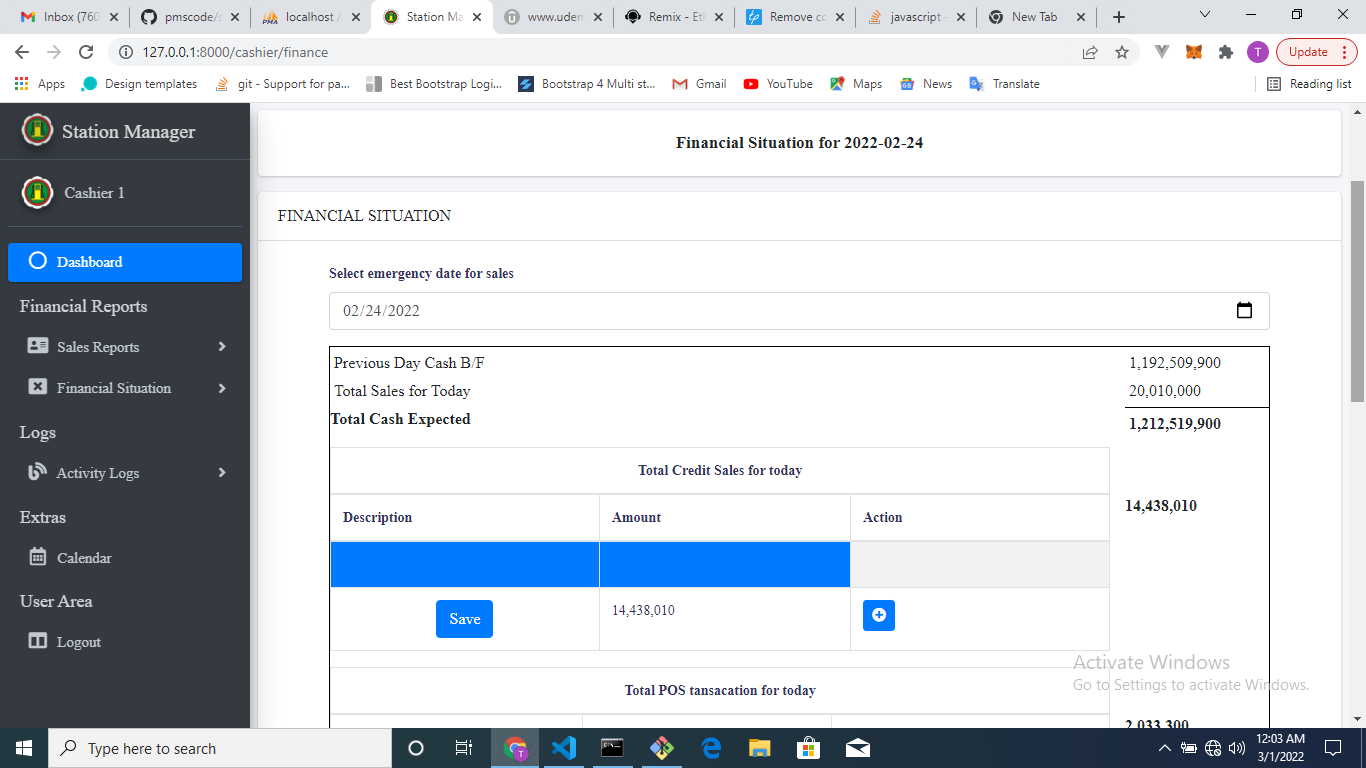 Inbox (760
pmscode/s
localhost /
Station Ma
www.uden
Remix - Et
Remove co
javascript -
New Tab
127.0.0.1:8000/cashier/finance
T
Update
Apps
Design templates
git - Support for pa...
Best Bootstrap Logi...
Bootstrap 4 Multi st...
Gmail
YouTube
Maps
News
Translate
Reading list
Station Manager
Cashier 1
Dashboard
Financial Reports
Sales Reports
Financial Situation
Logs
Activity Logs
Extras
Calendar
User Area
Logout
Financial Situation for 2022-02-24
FINANCIAL SITUATION
Select emergency date for sales
02/24/2022
Previous Day Cash B/F 1,192,509,900
Total Sales for Today 20,010,000
Total Cash Expected 1,212,519,900
Total Credit Sales for today
14,438,010
Description Amount Action
Save 14,438,010
Total POS tansacation for today
2,033,300
Activate Windows
Go to Settings to activate Windows.
Type here to search
12:03 AM
3/1/2022